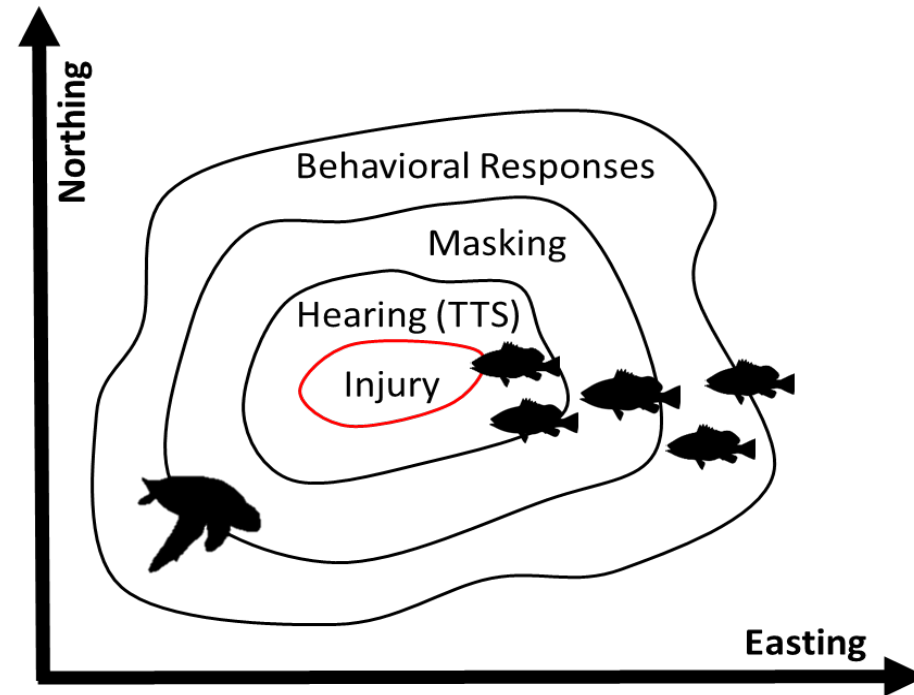 Northing
Behavioral Responses
Masking
Hearing (TTS)
Injury
Easting